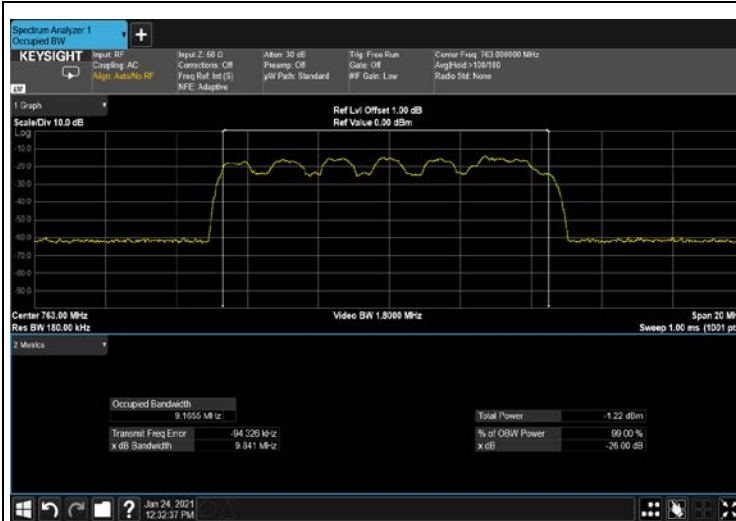 Spectrum Analyzer 1
Occupied BW
KEYSIGHT
Input: RF
Coupling: AC
Align: Auto/No RF
Input Z: 50 Ω
Corrections: Off
Freq Ref: Int (S)
NFE: Adaptive
Atten: 30 dB
Preamp: Off
µW Path: Standard
Trig: Free Run
Gate: Off
#IF Gain: Low
Center Freq: 763.000000 MHz
Avg|Hold:>100/100
Radio Std: None
LXI
1 Graph
Scale/Div 10.0 dB
Ref Lvl Offset 1.00 dB
Ref Value 0.00 dBm
Log
-10.0
-20.0
-30.0
-40.0
-50.0
-60.0
-70.0
-80.0
-90.0
Center 763.00 MHz
Video BW 1.8000 MHz
Span 20 MH
Res BW 180.00 kHz
Sweep 1.00 ms (1001 pt
2 Metrics
Occupied Bandwidth
9.1655 MHz
Total Power -1.22 dBm
Transmit Freq Error -94.326 kHz
% of OBW Power 99.00 %
x dB Bandwidth 9.841 MHz
x dB -26.00 dB
Jan 24, 2021
12:32:37 PM